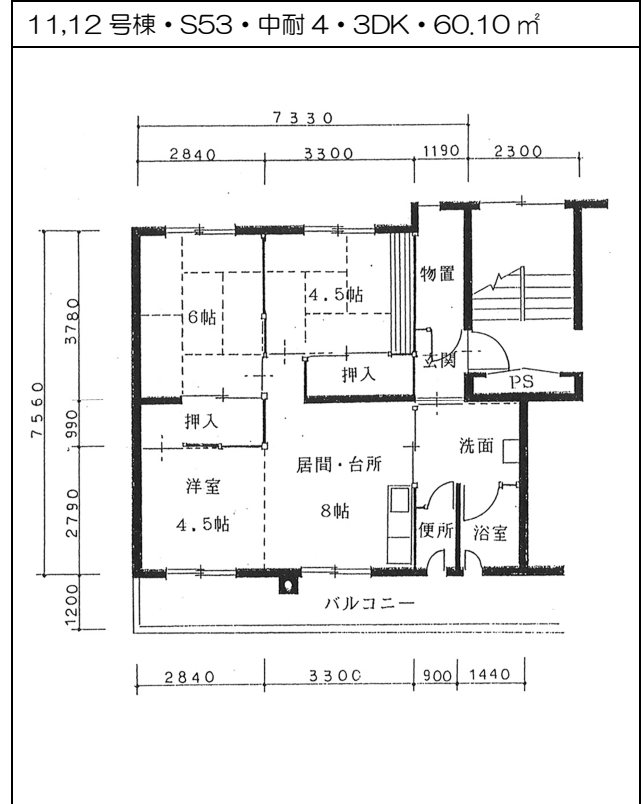 11,12号棟・S53・中耐4・3DK・60.10㎡
7330
2840
3300
1190
2300
物置
4.5帖
6帖
3780
玄関
押入
PS
7560
押入
990
洗面
居間・台所
洋室
8帖
4.5帖
2790
便所
浴室
1200
バルコニー
2840
3300
900
1440